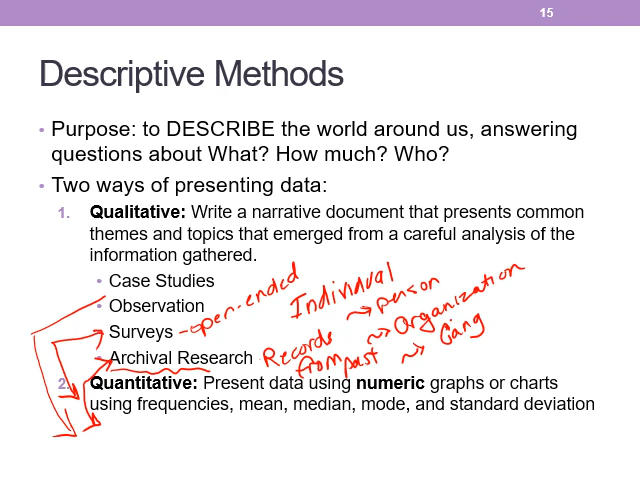 15
Descriptive Methods
• Purpose: to DESCRIBE the world around us, answering
questions about What? How much? Who?
• Two ways of presenting data:
1. Qualitative: Write a narrative document that presents common
themes and topics that emerged from a careful analysis of the
information gathered.
• Case Studies
Individual
~> person
~> Organization
~> Gang
• Observation
• Surveys - open-ended
• Archival Research Records
from past
2. Quantitative: Present data using numeric graphs or charts
using frequencies, mean, median, mode, and standard deviation